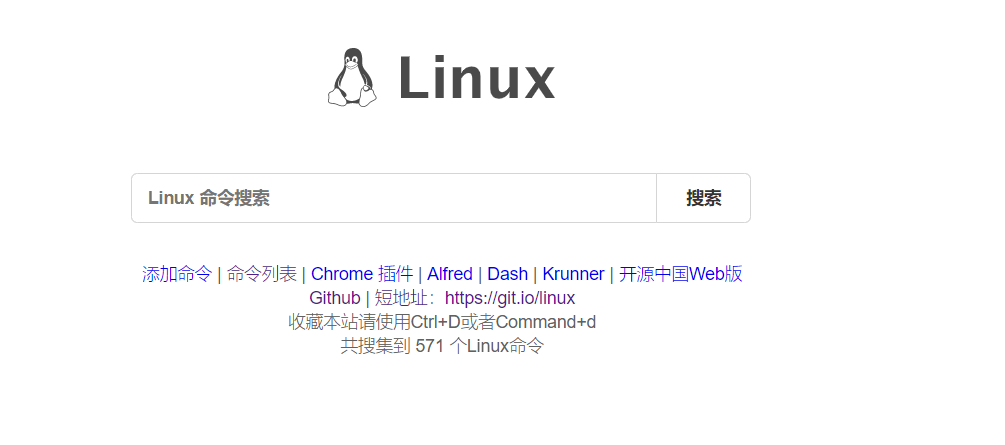 Linux
Linux 命令搜索 搜索
添加命令 | 命令列表 | Chrome 插件 | Alfred | Dash | Krunner | 开源中国Web版
Github | 短地址：https://git.io/linux
收藏本站请使用Ctrl+D或者Command+d
共搜集到 571 个Linux命令